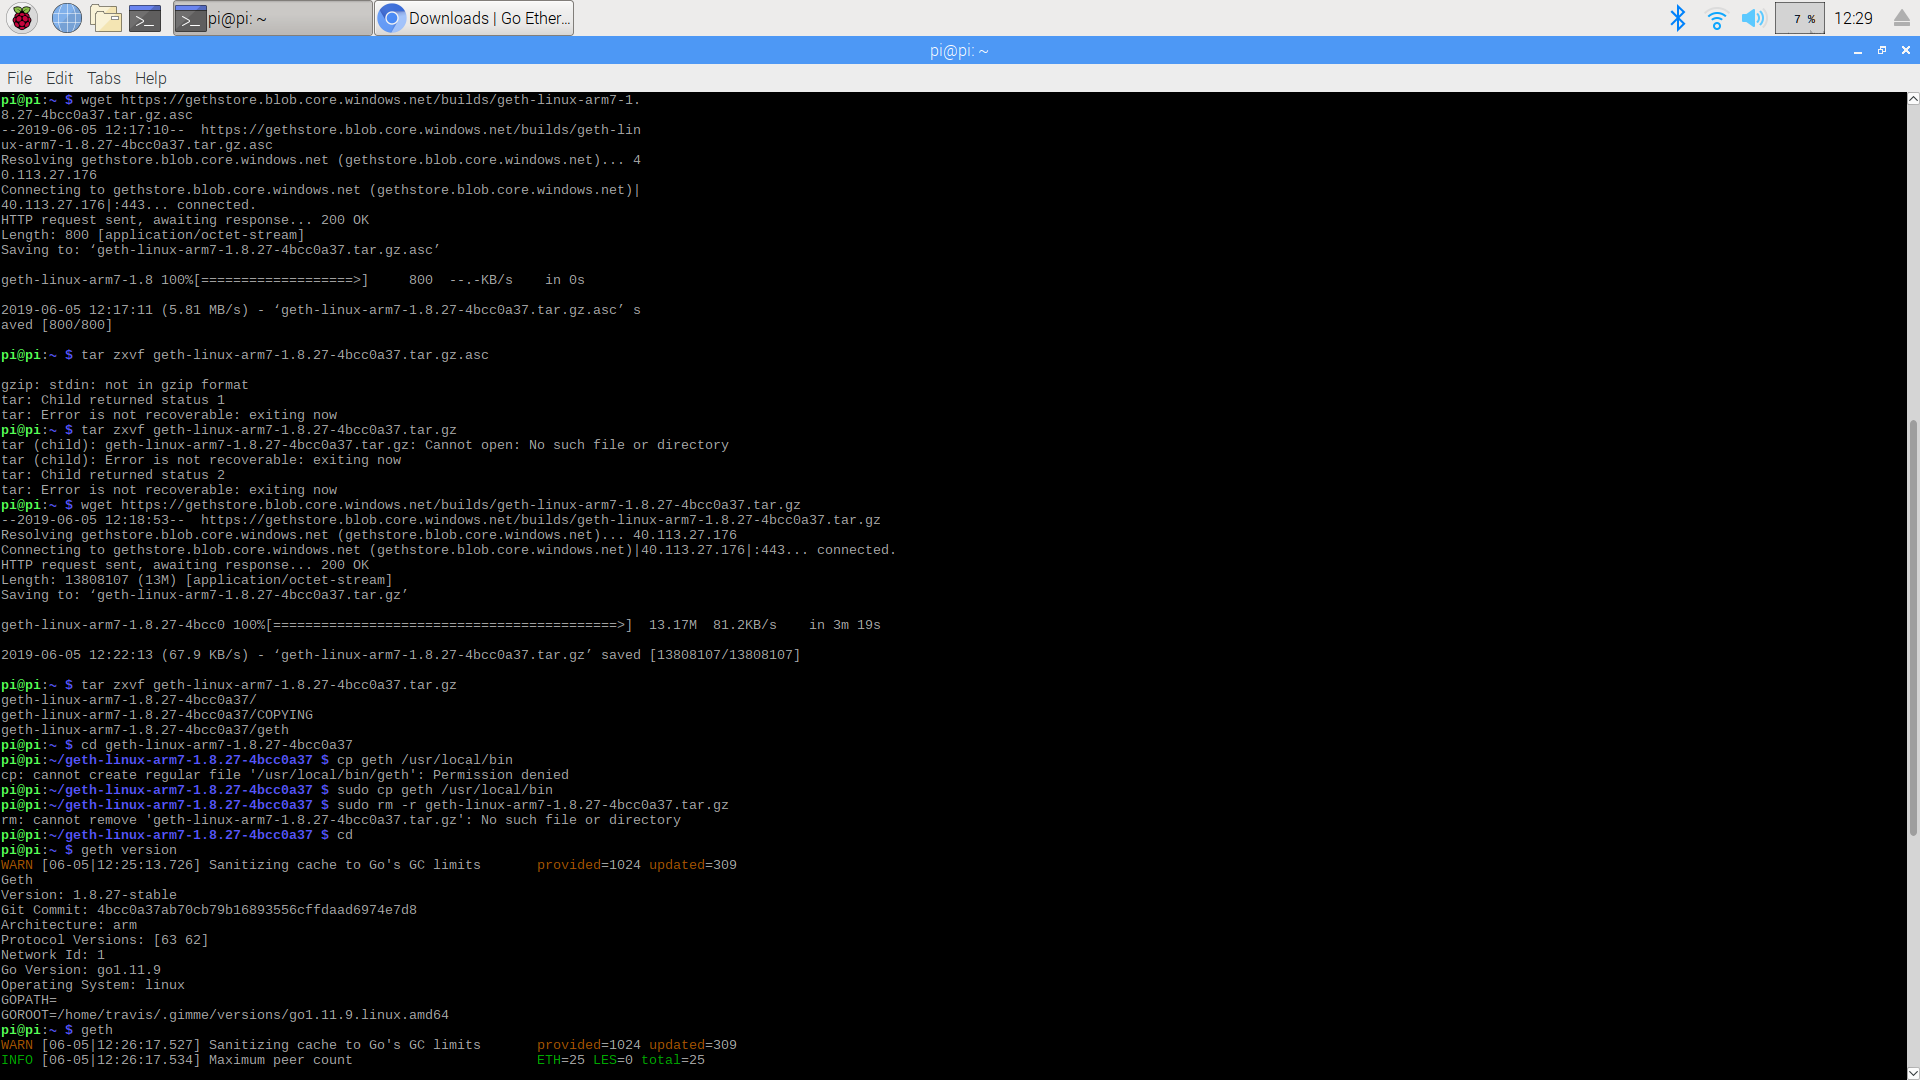 pi@pi: ~
Downloads | Go Ether...
7 %
12:29
pi@pi: ~
File Edit Tabs Help
pi@pi:~ $ wget https://gethstore.blob.core.windows.net/builds/geth-linux-arm7-1.
8.27-4bcc0a37.tar.gz.asc
--2019-06-05 12:17:10--  https://gethstore.blob.core.windows.net/builds/geth-lin
ux-arm7-1.8.27-4bcc0a37.tar.gz.asc
Resolving gethstore.blob.core.windows.net (gethstore.blob.core.windows.net)... 4
0.113.27.176
Connecting to gethstore.blob.core.windows.net (gethstore.blob.core.windows.net)|
40.113.27.176|:443... connected.
HTTP request sent, awaiting response... 200 OK
Length: 800 [application/octet-stream]
Saving to: ‘geth-linux-arm7-1.8.27-4bcc0a37.tar.gz.asc’
geth-linux-arm7-1.8 100%[===================>]     800  --.-KB/s    in 0s
2019-06-05 12:17:11 (5.81 MB/s) - ‘geth-linux-arm7-1.8.27-4bcc0a37.tar.gz.asc’ s
aved [800/800]
pi@pi:~ $ tar zxvf geth-linux-arm7-1.8.27-4bcc0a37.tar.gz.asc
gzip: stdin: not in gzip format
tar: Child returned status 1
tar: Error is not recoverable: exiting now
pi@pi:~ $ tar zxvf geth-linux-arm7-1.8.27-4bcc0a37.tar.gz
tar (child): geth-linux-arm7-1.8.27-4bcc0a37.tar.gz: Cannot open: No such file or directory
tar (child): Error is not recoverable: exiting now
tar: Child returned status 2
tar: Error is not recoverable: exiting now
pi@pi:~ $ wget https://gethstore.blob.core.windows.net/builds/geth-linux-arm7-1.8.27-4bcc0a37.tar.gz
--2019-06-05 12:18:53--  https://gethstore.blob.core.windows.net/builds/geth-linux-arm7-1.8.27-4bcc0a37.tar.gz
Resolving gethstore.blob.core.windows.net (gethstore.blob.core.windows.net)... 40.113.27.176
Connecting to gethstore.blob.core.windows.net (gethstore.blob.core.windows.net)|40.113.27.176|:443... connected.
HTTP request sent, awaiting response... 200 OK
Length: 13808107 (13M) [application/octet-stream]
Saving to: ‘geth-linux-arm7-1.8.27-4bcc0a37.tar.gz’
geth-linux-arm7-1.8.27-4bcc0 100%[===========================================>]  13.17M  81.2KB/s    in 3m 19s
2019-06-05 12:22:13 (67.9 KB/s) - ‘geth-linux-arm7-1.8.27-4bcc0a37.tar.gz’ saved [13808107/13808107]
pi@pi:~ $ tar zxvf geth-linux-arm7-1.8.27-4bcc0a37.tar.gz
geth-linux-arm7-1.8.27-4bcc0a37/
geth-linux-arm7-1.8.27-4bcc0a37/COPYING
geth-linux-arm7-1.8.27-4bcc0a37/geth
pi@pi:~ $ cd geth-linux-arm7-1.8.27-4bcc0a37
pi@pi:~/geth-linux-arm7-1.8.27-4bcc0a37 $ cp geth /usr/local/bin
cp: cannot create regular file '/usr/local/bin/geth': Permission denied
pi@pi:~/geth-linux-arm7-1.8.27-4bcc0a37 $ sudo cp geth /usr/local/bin
pi@pi:~/geth-linux-arm7-1.8.27-4bcc0a37 $ sudo rm -r geth-linux-arm7-1.8.27-4bcc0a37.tar.gz
rm: cannot remove 'geth-linux-arm7-1.8.27-4bcc0a37.tar.gz': No such file or directory
pi@pi:~/geth-linux-arm7-1.8.27-4bcc0a37 $ cd
pi@pi:~ $ geth version
WARN [06-05|12:25:13.726] Sanitizing cache to Go's GC limits       provided=1024 updated=309
Geth
Version: 1.8.27-stable
Git Commit: 4bcc0a37ab70cb79b16893556cffdaad6974e7d8
Architecture: arm
Protocol Versions: [63 62]
Network Id: 1
Go Version: go1.11.9
Operating System: linux
GOPATH=
GOROOT=/home/travis/.gimme/versions/go1.11.9.linux.amd64
pi@pi:~ $ geth
WARN [06-05|12:26:17.527] Sanitizing cache to Go's GC limits       provided=1024 updated=309
INFO [06-05|12:26:17.534] Maximum peer count                       ETH=25 LES=0 total=25